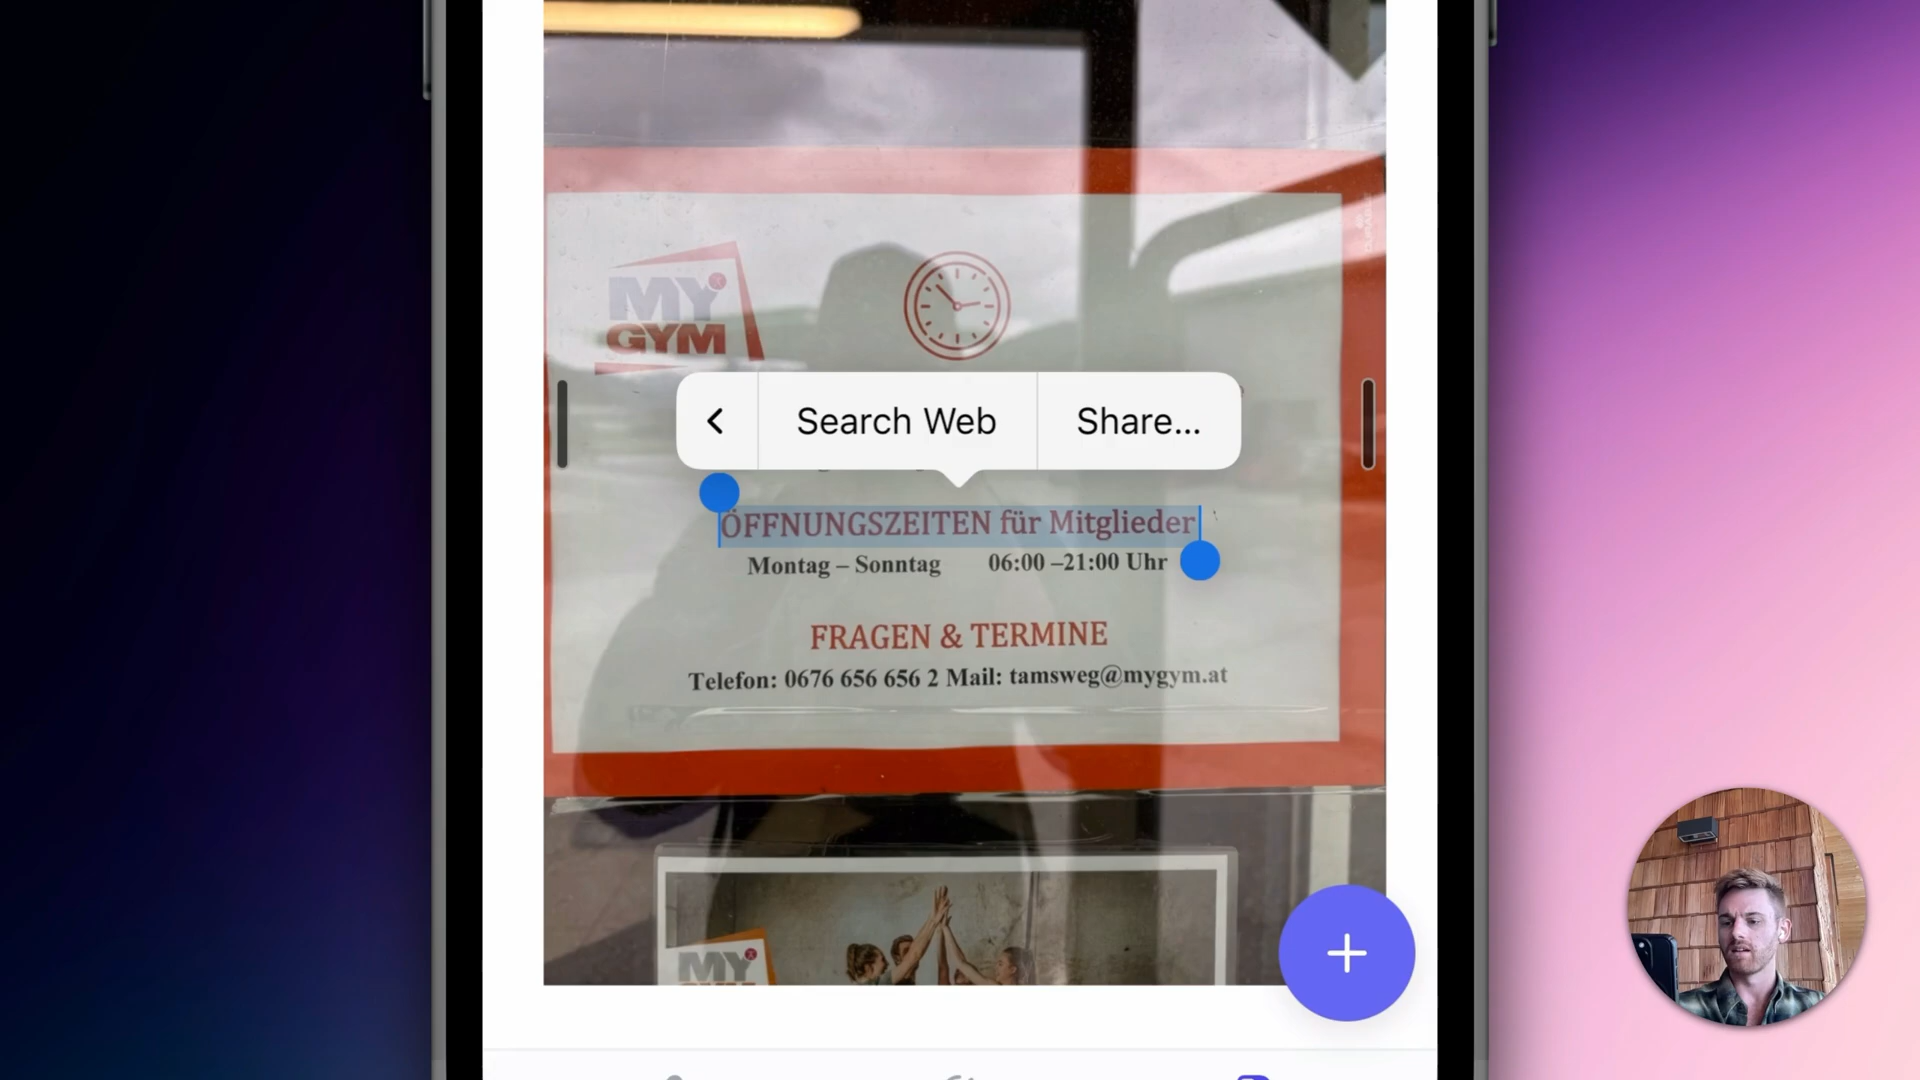 MY
GYM
Search Web
Share...
ÖFFNUNGSZEITEN für Mitglieder
Montag – Sonntag 06:00 –21:00 Uhr
FRAGEN & TERMINE
Telefon: 0676 656 656 2 Mail: tamsweg@mygym.at
MY